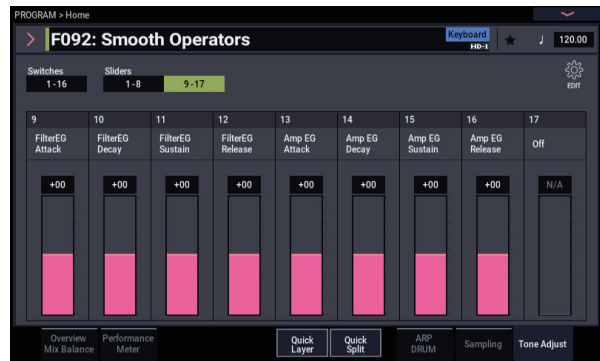 PROGRAM > Home
F092: Smooth Operators
Keyboard
HD-1
♩ 120.00
Switches
1-16
Sliders
1-8
9-17
EDIT
9 10 11 12 13 14 15 16 17
FilterEG Attack
FilterEG Decay
FilterEG Sustain
FilterEG Release
Amp EG Attack
Amp EG Decay
Amp EG Sustain
Amp EG Release
Off
+00 +00 +00 +00 +00 +00 +00 +00 N/A
Overview Mix Balance
Performance Meter
Quick Layer
Quick Split
ARP DRUM
Sampling
Tone Adjust